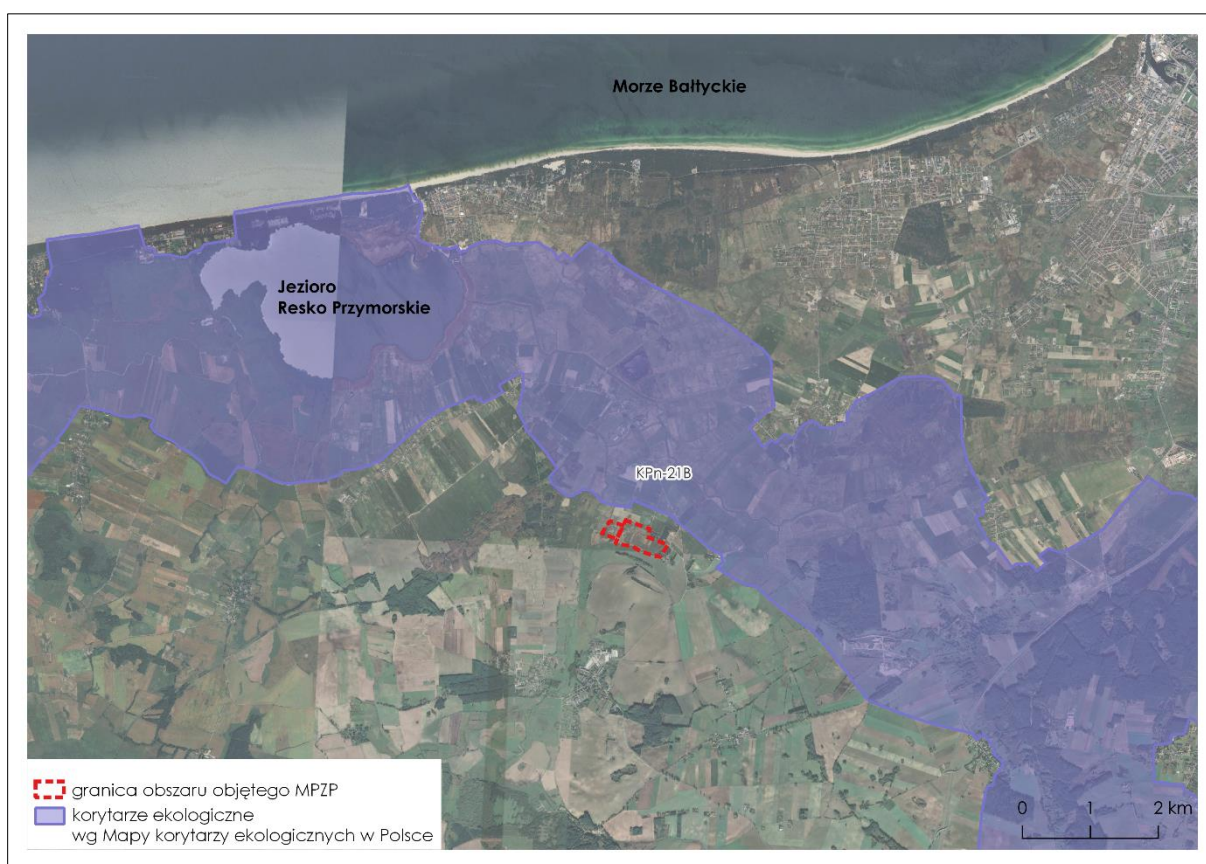 Morze Bałtyckie
Jezioro
Resko Przymorskie
KPn-21B
granica obszaru objętego MPZP
korytarze ekologiczne
wg Mapy korytarzy ekologicznych w Polsce
0 1 2 km